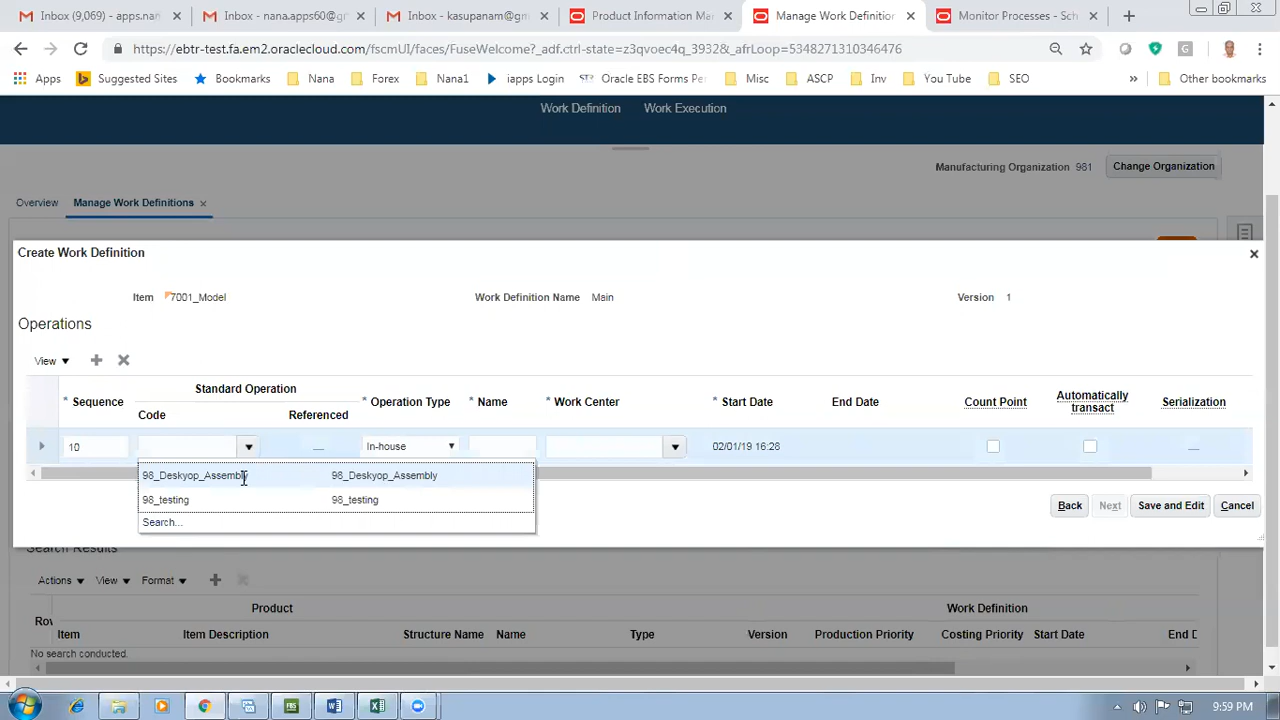 Inbox (9,069) - apps.nan
Inbox - nana.apps60@gm
Inbox - kasupanam@gm
Product Information Ma
Manage Work Definition
Monitor Processes - Sch
https://ebtr-test.fa.em2.oraclecloud.com/fscmUI/faces/FuseWelcome?_adf.ctrl-state=z3qvoec4q_3932&_afrLoop=5348271310346476
Apps Suggested Sites Bookmarks Nana Forex Nana1 iapps Login Oracle EBS Forms Pe Misc ASCP Inv You Tube SEO » Other bookmarks
Work Definition Work Execution
Manufacturing Organization 981 Change Organization
Overview Manage Work Definitions
Create Work Definition
Item 7001_Model Work Definition Name Main Version 1
Operations
View
Standard Operation
* Sequence Code Referenced * Operation Type * Name * Work Center * Start Date End Date Count Point Automatically transact Serialization
10 In-house 02/01/19 16:28
98_Deskyop_Assembly 98_Deskyop_Assembly
98_testing 98_testing
Search...
Back Next Save and Edit Cancel
Search Results
Actions View Format
Product Work Definition
Rov
Item Item Description Structure Name Name Type Version Production Priority Costing Priority Start Date End D
No search conducted.
9:59 PM